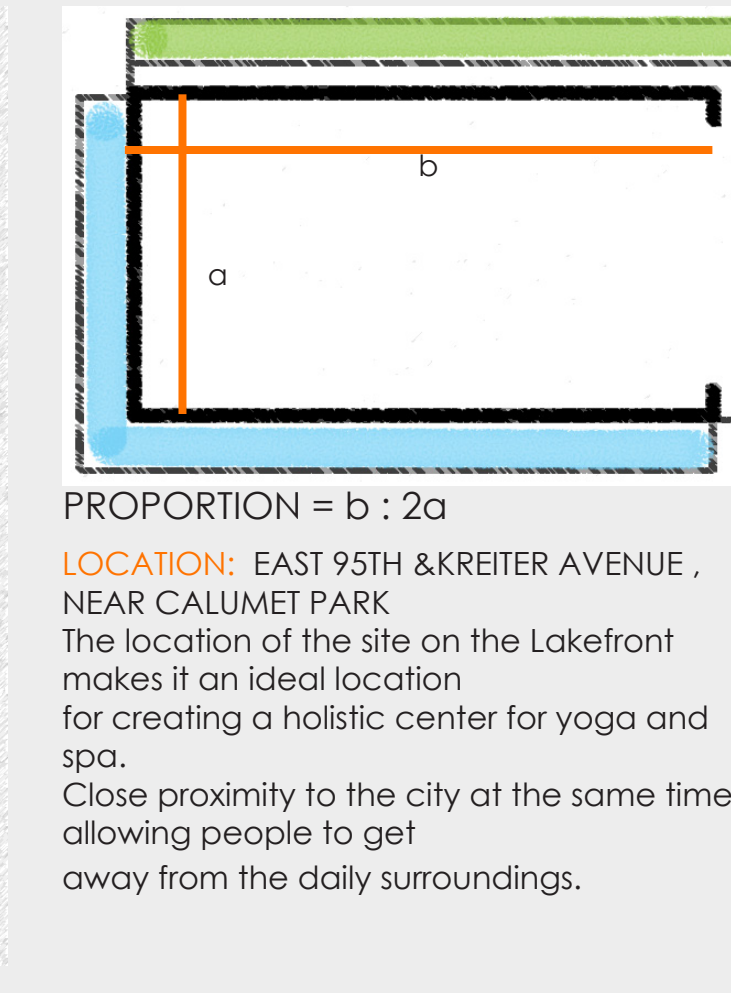 b
a
PROPORTION = b : 2a
LOCATION: EAST 95TH &KREITER AVENUE ,
NEAR CALUMET PARK
The location of the site on the Lakefront
makes it an ideal location
for creating a holistic center for yoga and
spa.
Close proximity to the city at the same time
allowing people to get
away from the daily surroundings.